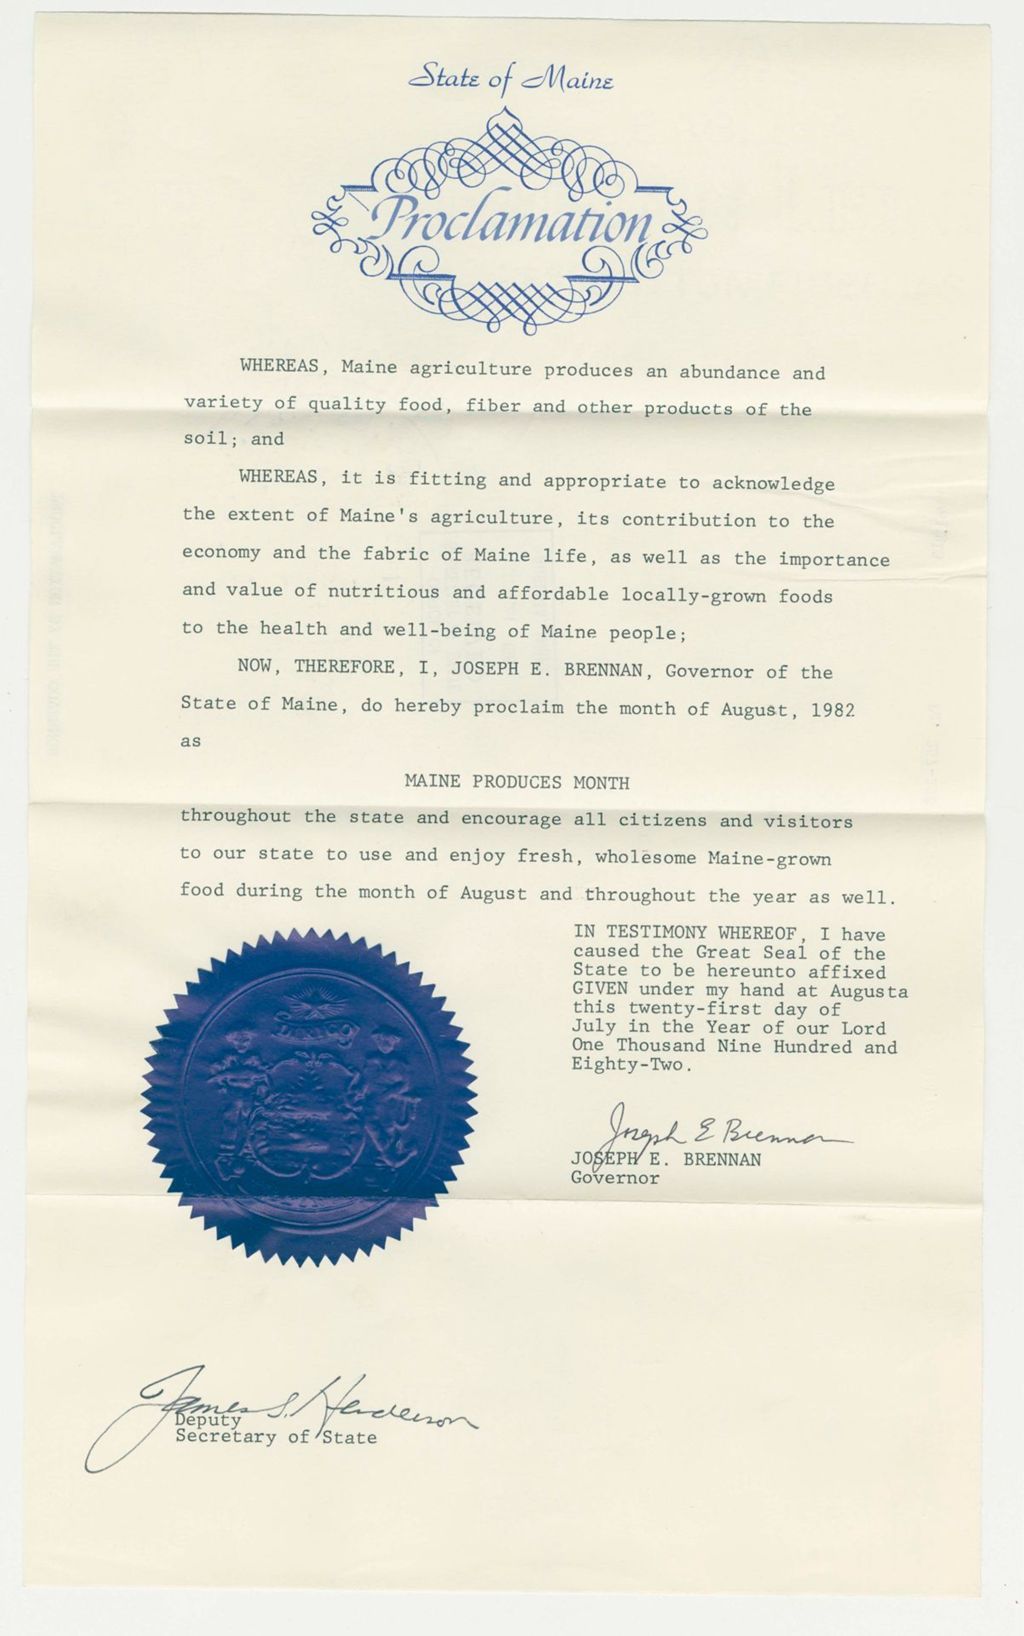 State of Maine
Proclamation
WHEREAS, Maine agriculture produces an abundance and
variety of quality food, fiber and other products of the
soil; and
WHEREAS, it is fitting and appropriate to acknowledge
the extent of Maine's agriculture, its contribution to the
economy and the fabric of Maine life, as well as the importance
and value of nutritious and affordable locally-grown foods
to the health and well-being of Maine people;
NOW, THEREFORE, I, JOSEPH E. BRENNAN, Governor of the
State of Maine, do hereby proclaim the month of August, 1982
as
MAINE PRODUCES MONTH
throughout the state and encourage all citizens and visitors
to our state to use and enjoy fresh, wholesome Maine-grown
food during the month of August and throughout the year as well.
IN TESTIMONY WHEREOF, I have
caused the Great Seal of the
State to be hereunto affixed
GIVEN under my hand at Augusta
this twenty-first day of
July in the Year of our Lord
One Thousand Nine Hundred and
Eighty-Two.
DIRIGO
Joseph E Brennan
JOSEPH E. BRENNAN
Governor
James S. Henderson
Deputy
Secretary of State